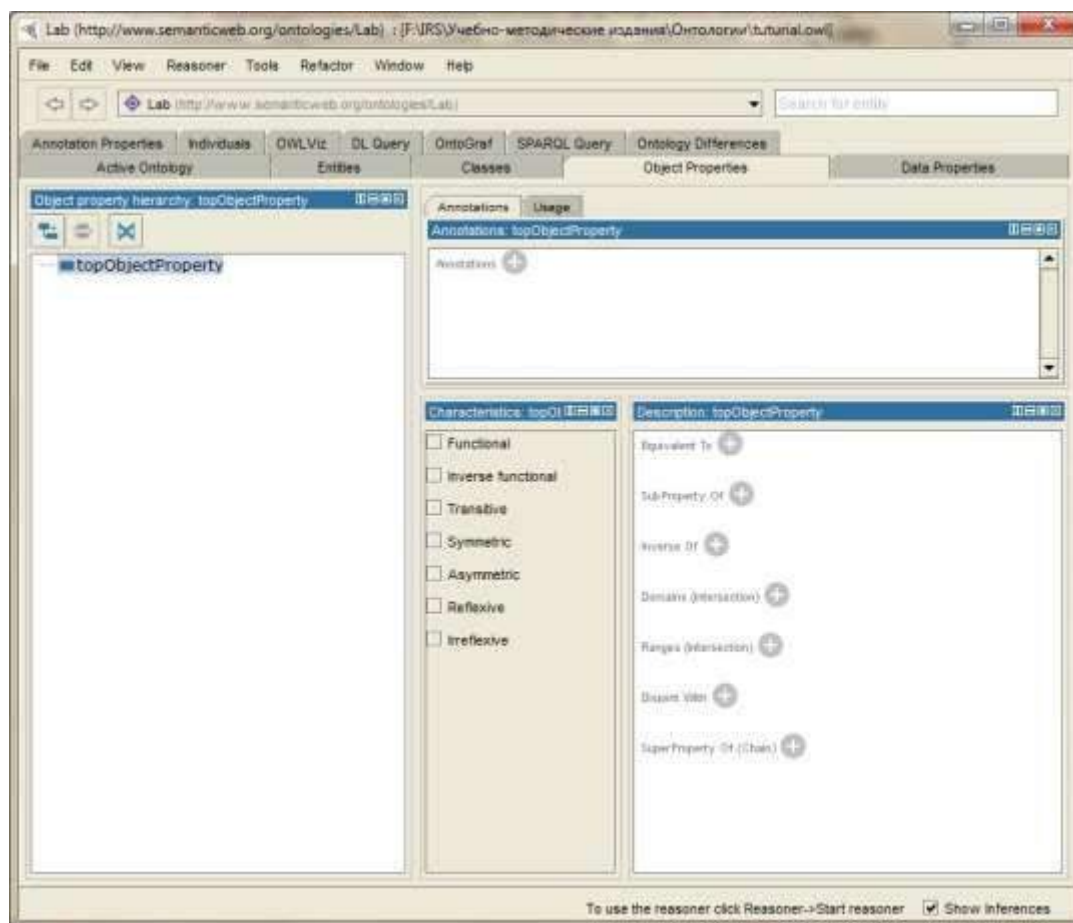 Lab (http://www.semanticweb.org/ontologies/Lab) : [F:\IRS\Учебно-методические издания\Онтологии\tuturial.owl]
File Edit View Reasoner Tools Refactor Window Help
Lab (http://www.semanticweb.org/ontologies/Lab) Search for entity
Annotation Properties Individuals OWLViz DL Query OntoGraf SPARQL Query Ontology Differences
Active Ontology Entities Classes Object Properties Data Properties
Object property hierarchy: topObjectProperty
topObjectProperty
Annotations Usage
Annotations: topObjectProperty
Annotations
Characteristics: topOl
Functional
Inverse functional
Transitive
Symmetric
Asymmetric
Reflexive
Irreflexive
Description: topObjectProperty
Equivalent To
SubProperty Of
Inverse Of
Domains (intersection)
Ranges (intersection)
Disjoint With
SuperProperty Of (Chain)
To use the reasoner click Reasoner->Start reasoner Show Inferences